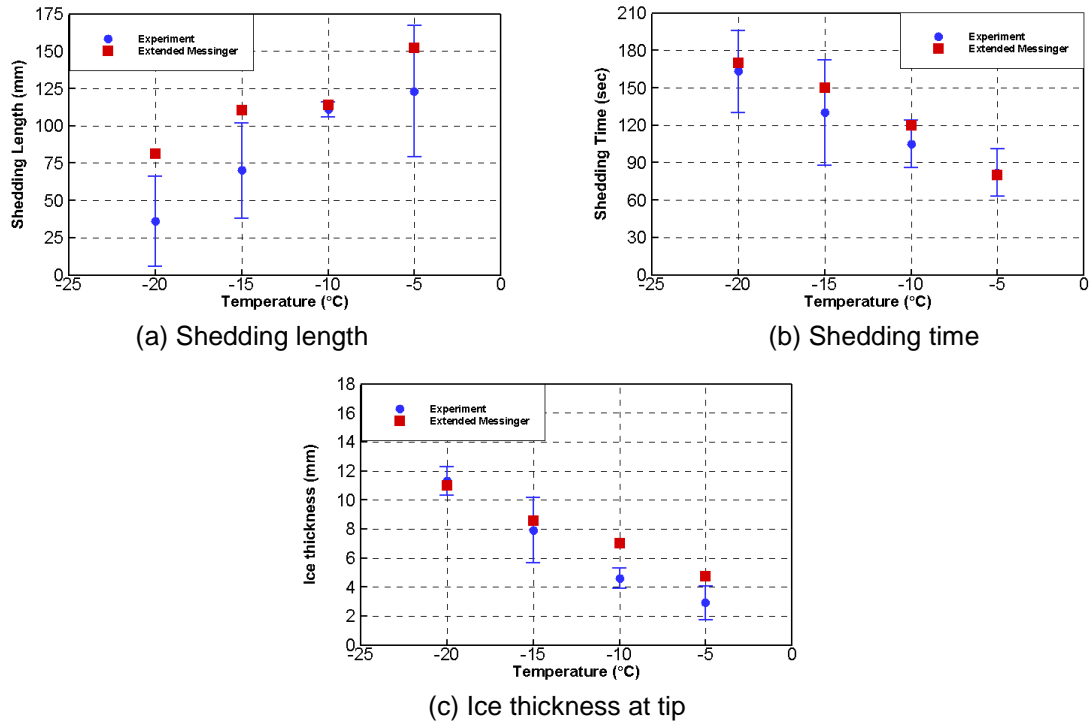 175
150
125
100
75
50
25
0
Shedding Length (mm)
Experiment
Extended Messinger
-25 -20 -15 -10 -5 0
Temperature (°C)
(a) Shedding length
210
180
150
120
90
60
30
0
Shedding Time (sec)
Experiment
Extended Messinger
-25 -20 -15 -10 -5 0
Temperature (°C)
(b) Shedding time
18
16
14
12
10
8
6
4
2
0
Ice thickness (mm)
Experiment
Extended Messinger
-25 -20 -15 -10 -5 0
Temperature (°C)
(c) Ice thickness at tip